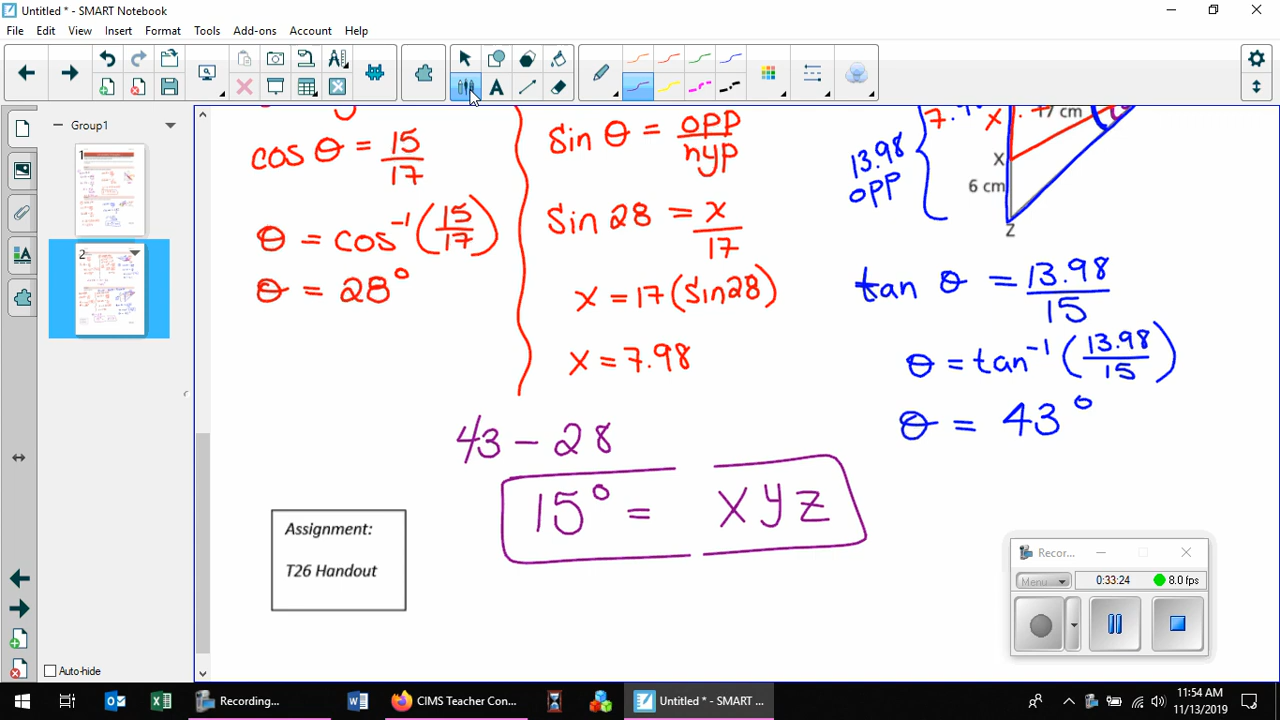 Untitled * - SMART Notebook
File Edit View Insert Format Tools Add-ons Account Help
Group1
1
2
Auto-hide
cos θ = 15/17
θ = cos⁻¹ (15/17)
θ = 28°
Sin θ = opp/hyp
Sin 28 = x/17
x = 17 (Sin28)
x = 7.98
13.98
opp
X
17 cm
X
6 cm
Z
tan θ = 13.98/15
θ = tan⁻¹ (13.98/15)
θ = 43°
43 - 28
15° = X Y Z
Assignment:
T26 Handout
Recor...
Menu
0:33:24
8.0 fps
Recording...
CIMS Teacher Con...
Untitled * - SMART ...
11:54 AM
11/13/2019